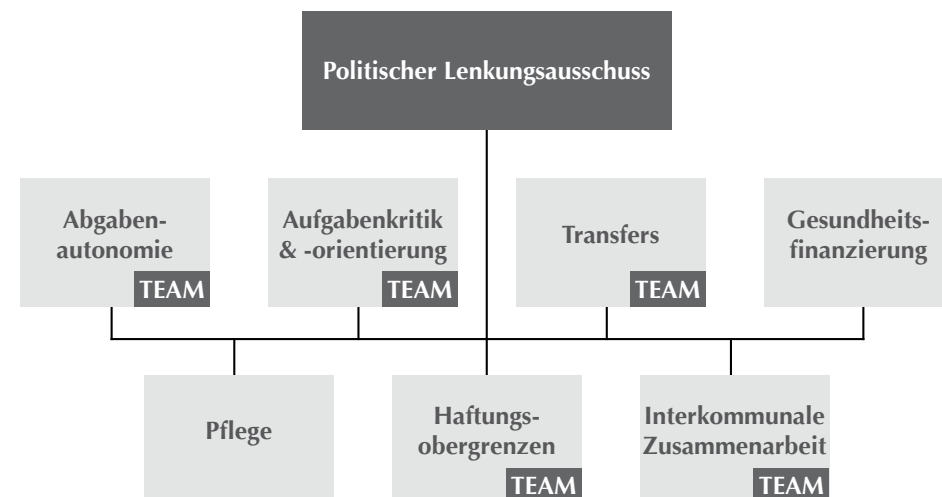 Politischer Lenkungsausschuss
Abgaben-
autonomie
TEAM
Aufgabenkritik
& -orientierung
TEAM
Transfers
TEAM
Gesundheits-
finanzierung
Pflege
Haftungs-
obergrenzen
TEAM
Interkommunale
Zusammenarbeit
TEAM